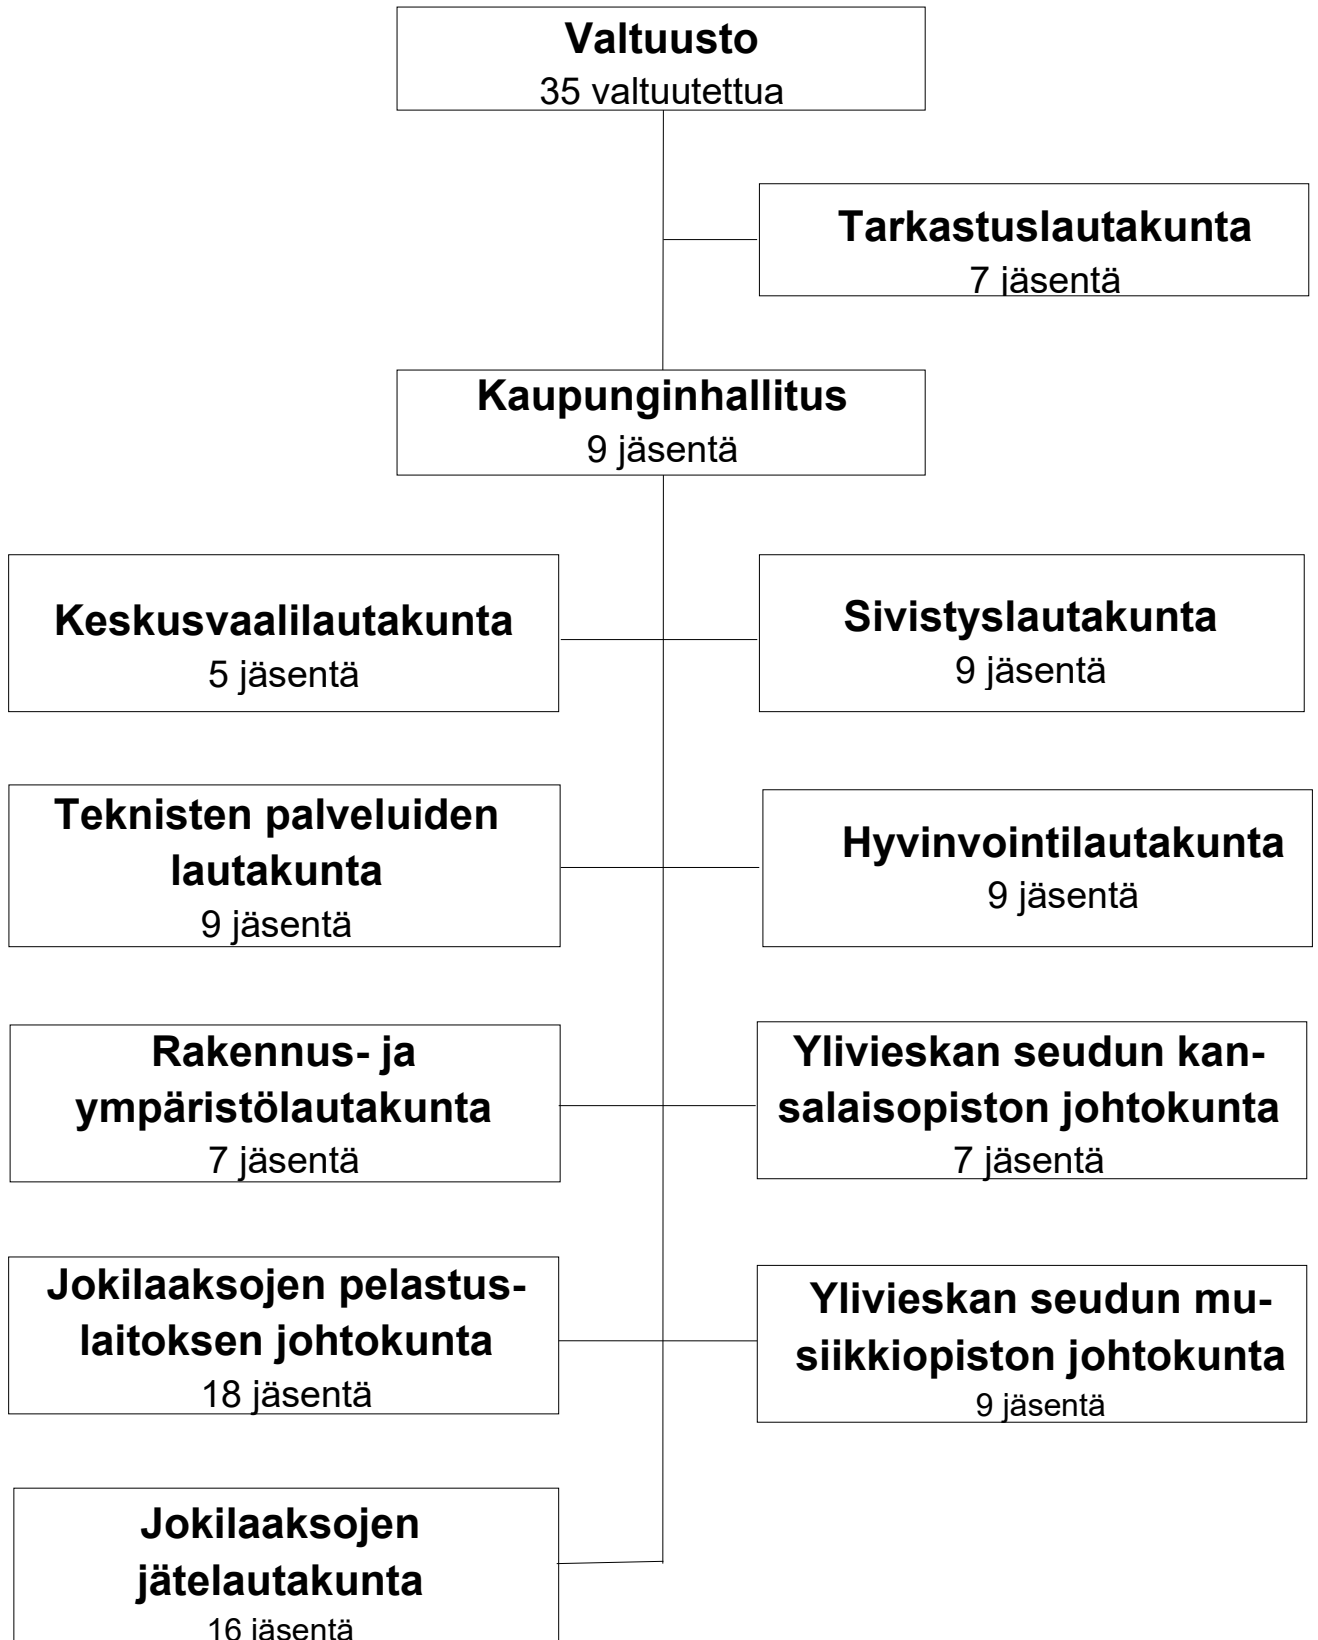 Valtuusto
35 valtuutettua
Tarkastuslautakunta
7 jäsentä
Kaupunginhallitus
9 jäsentä
Keskusvaalilautakunta
5 jäsentä
Sivistyslautakunta
9 jäsentä
Teknisten palveluiden
lautakunta
9 jäsentä
Hyvinvointilautakunta
9 jäsentä
Rakennus- ja
ympäristölautakunta
7 jäsentä
Ylivieskan seudun kan-
salaisopiston johtokunta
7 jäsentä
Jokilaaksojen pelastus-
laitoksen johtokunta
18 jäsentä
Ylivieskan seudun mu-
siikkiopiston johtokunta
9 jäsentä
Jokilaaksojen
jätelautakunta
16 jäsentä